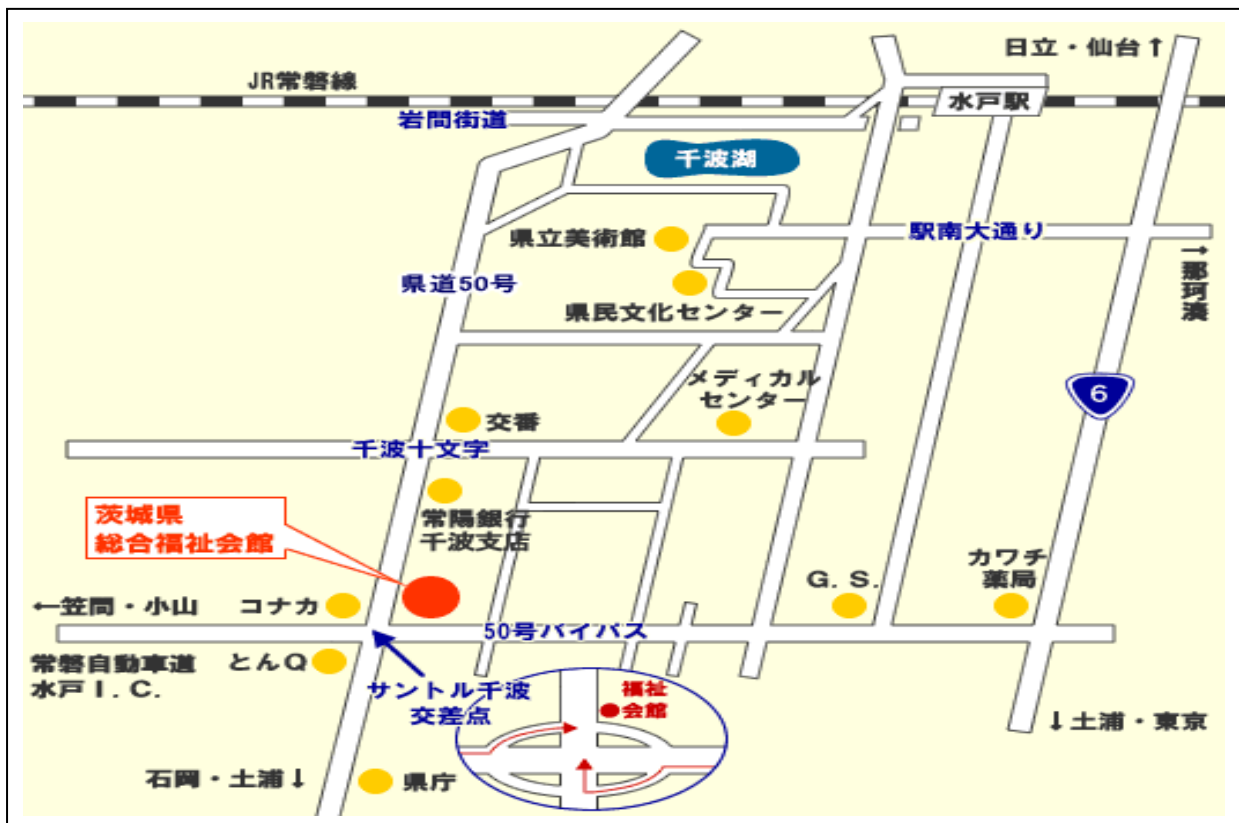 日立・仙台↑
JR常磐線
水戸駅
岩間街道
千波湖
県立美術館
駅南大通り
→那珂湊
県道50号
県民文化センター
メディカル
センター
6
交番
千波十文字
茨城県
総合福祉会館
常陽銀行
千波支店
カワチ
薬局
G. S.
←笠間・小山
コナカ
50号バイパス
常磐自動車道
水戸 I. C.
とんQ
サントル千波
交差点
福祉
会館
↓土浦・東京
石岡・土浦↓
県庁